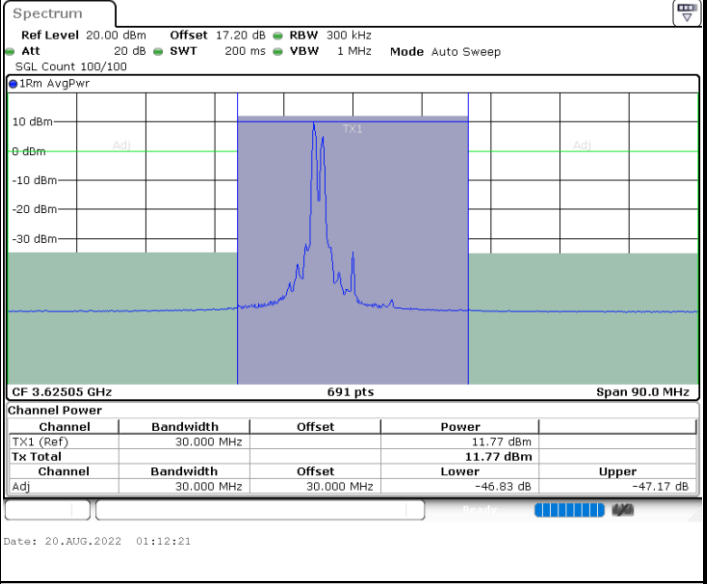 Spectrum
Ref Level 20.00 dBm Offset 17.20 dB RBW 300 kHz
Att 20 dB SWT 200 ms VBW 1 MHz Mode Auto Sweep
SGL Count 100/100
1Rm AvgPwr
10 dBm
TX1
0 dBm Adj Adj
-10 dBm
-20 dBm
-30 dBm
CF 3.62505 GHz 691 pts Span 90.0 MHz
Channel Power
Channel Bandwidth Offset Power
TX1 (Ref) 30.000 MHz 11.77 dBm
Tx Total 11.77 dBm
Channel Bandwidth Offset Lower Upper
Adj 30.000 MHz 30.000 MHz -46.83 dB -47.17 dB
Ready
Date: 20.AUG.2022 01:12:21